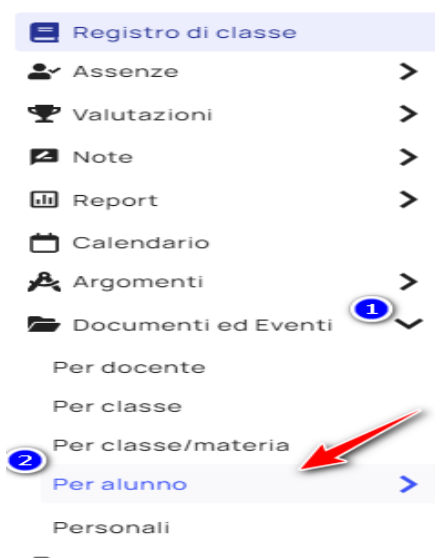 Registro di classe
Assenze
Valutazioni
Note
Report
Calendario
Argomenti
1
Documenti ed Eventi
Per docente
Per classe
Per classe/materia
2
Per alunno
Personali